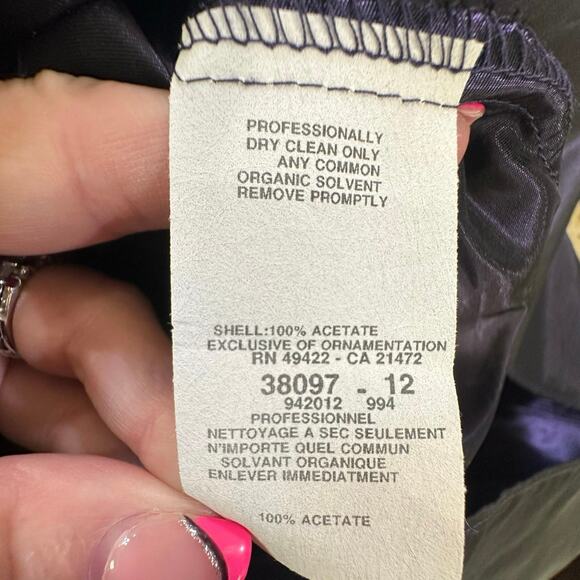 PROFESSIONALLY
DRY CLEAN ONLY
ANY COMMON
ORGANIC SOLVENT
REMOVE PROMPTLY
SHELL:100% ACETATE
EXCLUSIVE OF ORNAMENTATION
RN 49422 - CA 21472
38097 - 12
942012 994
PROFESSIONNEL
NETTOYAGE A SEC SEULEMENT
N'IMPORTE QUEL COMMUN
SOLVANT ORGANIQUE
ENLEVER IMMEDIATMENT
100% ACETATE